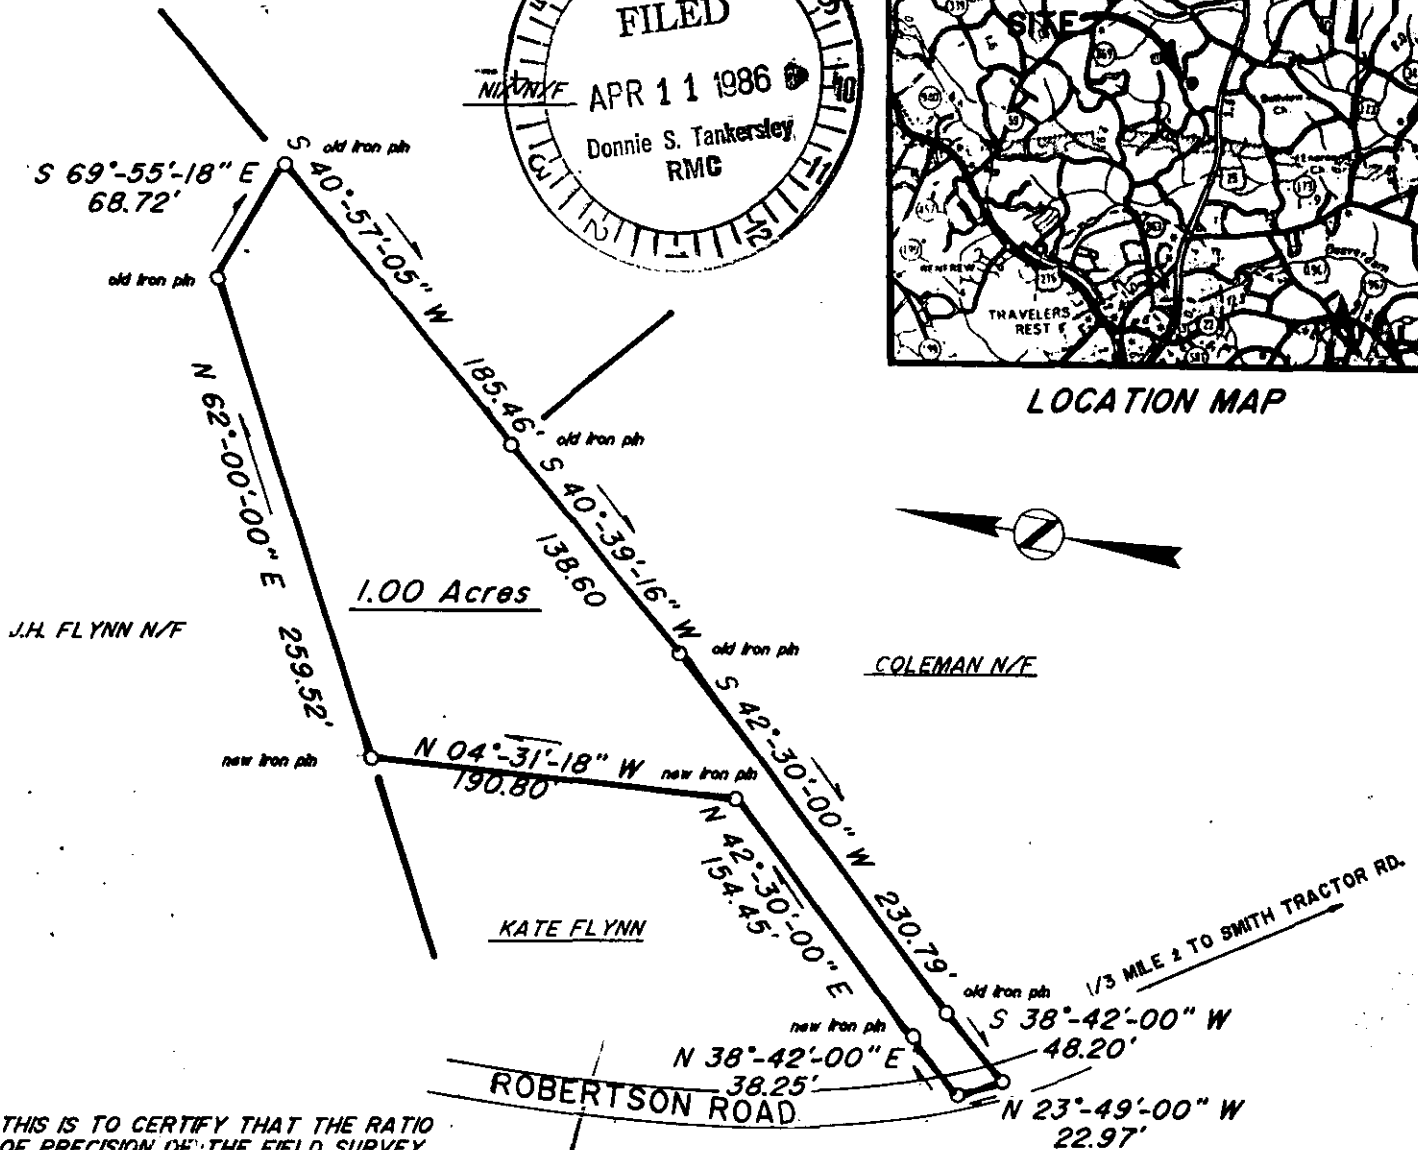 FILED
APR 11 1986
Donnie S. Tankersley
RMC
10
11
12
1
2
3
SITE
TRAVELERS
REST
LOCATION MAP
old iron pin
S 69°-55'-18" E
68.72'
S 40°-57'-05" W
185.46'
old iron pin
old iron pin
N 62°-00'-00" E
259.52'
S 40°-39'-16" W
138.60
1.00 Acres
J.H. FLYNN N/F
old iron pin
COLEMAN N/F
S 42°-30'-00" W
230.79'
new iron pin
N 04°-31'-18" W
190.80'
new iron pin
N 42°-30'-00" E
154.45'
KATE FLYNN
1/3 MILE ± TO SMITH TRACTOR RD.
old iron pin
S 38°-42'-00" W
48.20'
new iron pin
N 38°-42'-00" E
38.25'
ROBERTSON ROAD
N 23°-49'-00" W
22.97'
THIS IS TO CERTIFY THAT THE RATIO
OF PRECISION OF THE FIELD SURVEY